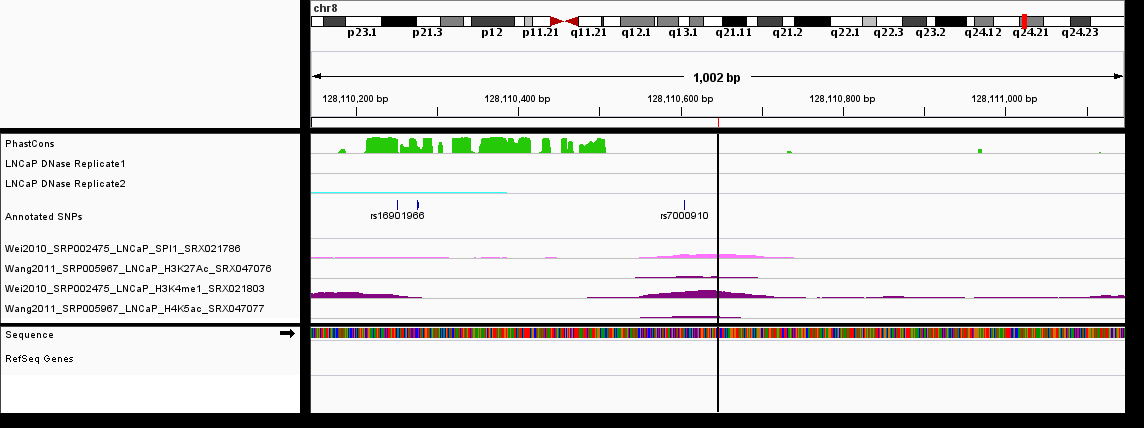 chr8
p23.1 p21.3 p12 p11.21 q11.21 q12.1 q13.1 q21.11 q21.2 q22.1 q22.3 q23.2 q24.12 q24.21 q24.23
1,002 bp
128,110,200 bp 128,110,400 bp 128,110,600 bp 128,110,800 bp 128,111,000 bp
PhastCons
LNCaP DNase Replicate1
LNCaP DNase Replicate2
Annotated SNPs
rs16901966 rs7000910
Wei2010_SRP002475_LNCaP_SPI1_SRX021786
Wang2011_SRP005967_LNCaP_H3K27Ac_SRX047076
Wei2010_SRP002475_LNCaP_H3K4me1_SRX021803
Wang2011_SRP005967_LNCaP_H4K5ac_SRX047077
Sequence
RefSeq Genes